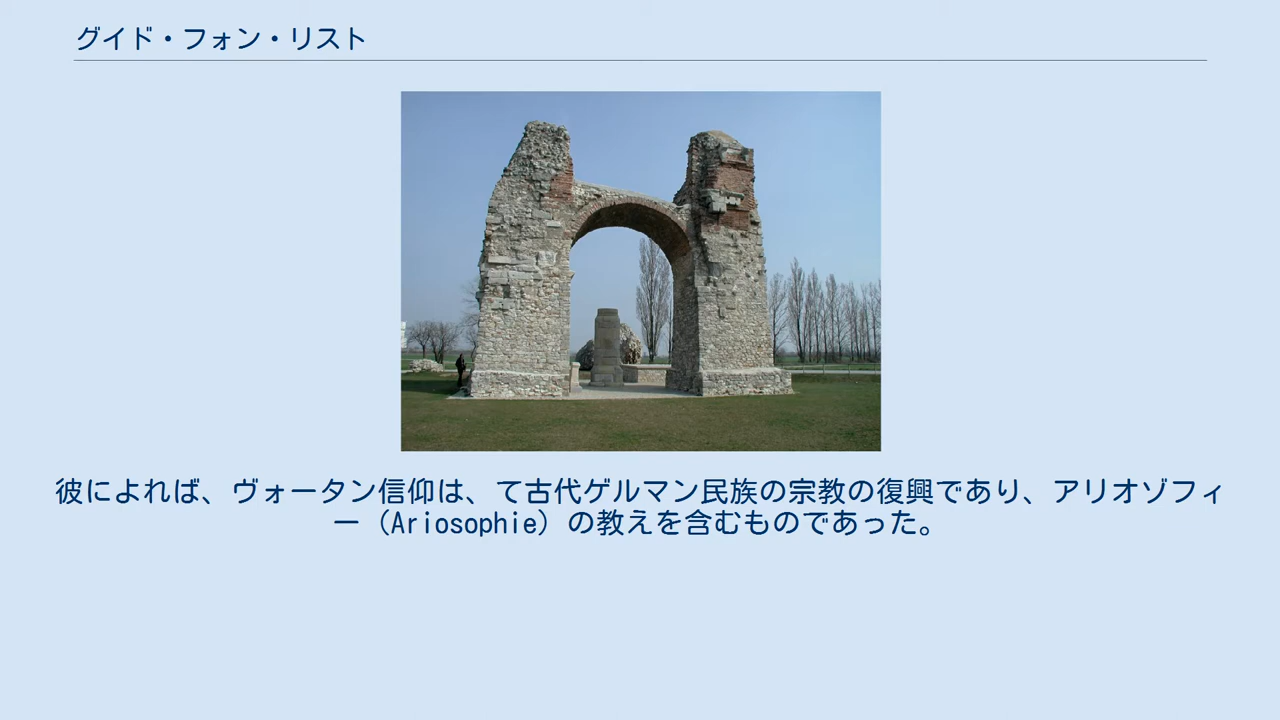 グイド・フォン・リスト
彼によれば、ヴォータン信仰は、て古代ゲルマン民族の宗教の復興であり、アリオゾフィ
ー（Ariosophie）の教えを含むものであった。